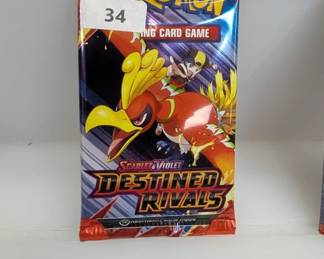 34
ING CARD GAME
SCARLET & VIOLET
DESTINED
RIVALS